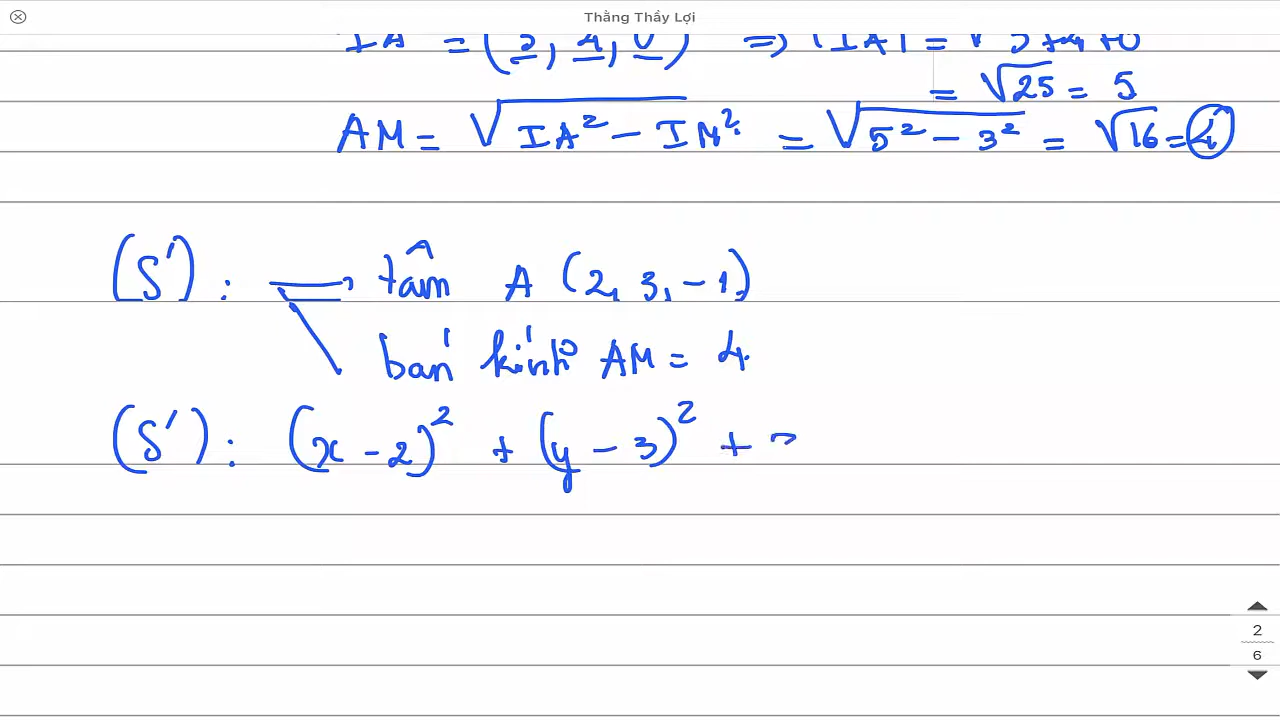 Thằng Thầy Lợi
= √25 = 5
AM = √IA² - IM² = √5² - 3² = √16 = 4
(S'): tâm A (2, 3, -1)
bán kính AM = 4
(S'): (x - 2)² + (y - 3)² +
2
6